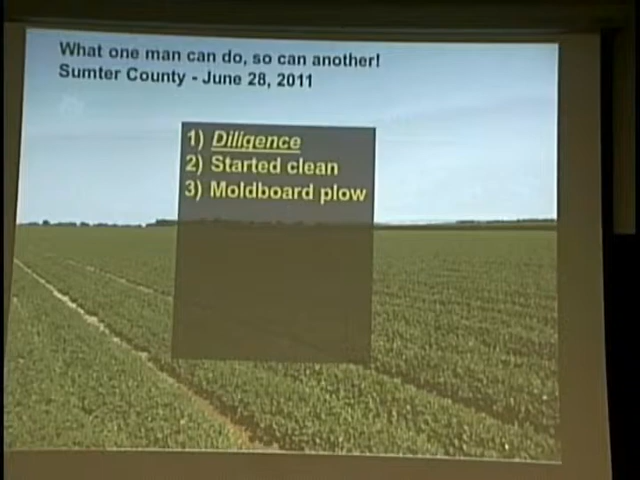 What one man can do, so can another!
Sumter County - June 28, 2011
1) Diligence
2) Started clean
3) Moldboard plow